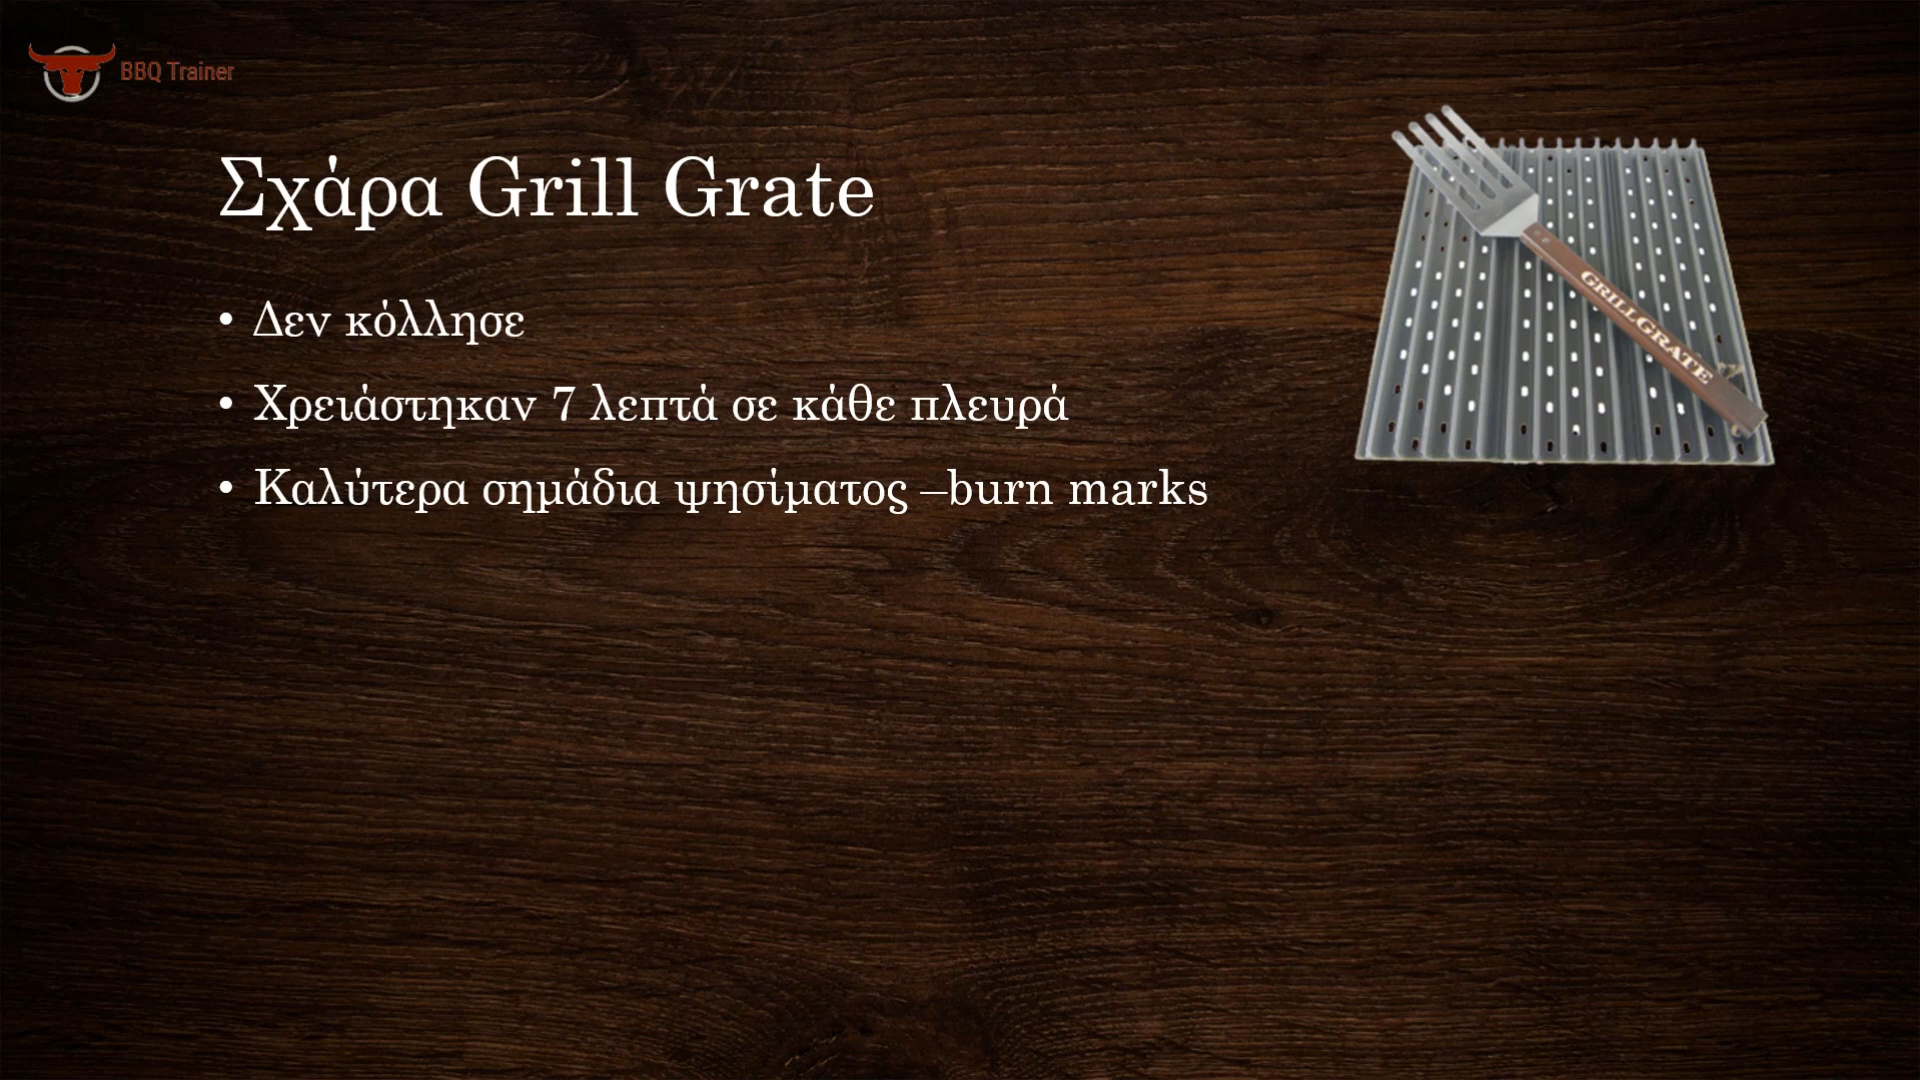 BBQ Trainer
Σχάρα Grill Grate
• Δεν κόλλησε
• Χρειάστηκαν 7 λεπτά σε κάθε πλευρά
• Καλύτερα σημάδια ψησίματος –burn marks
GRILLGRATE